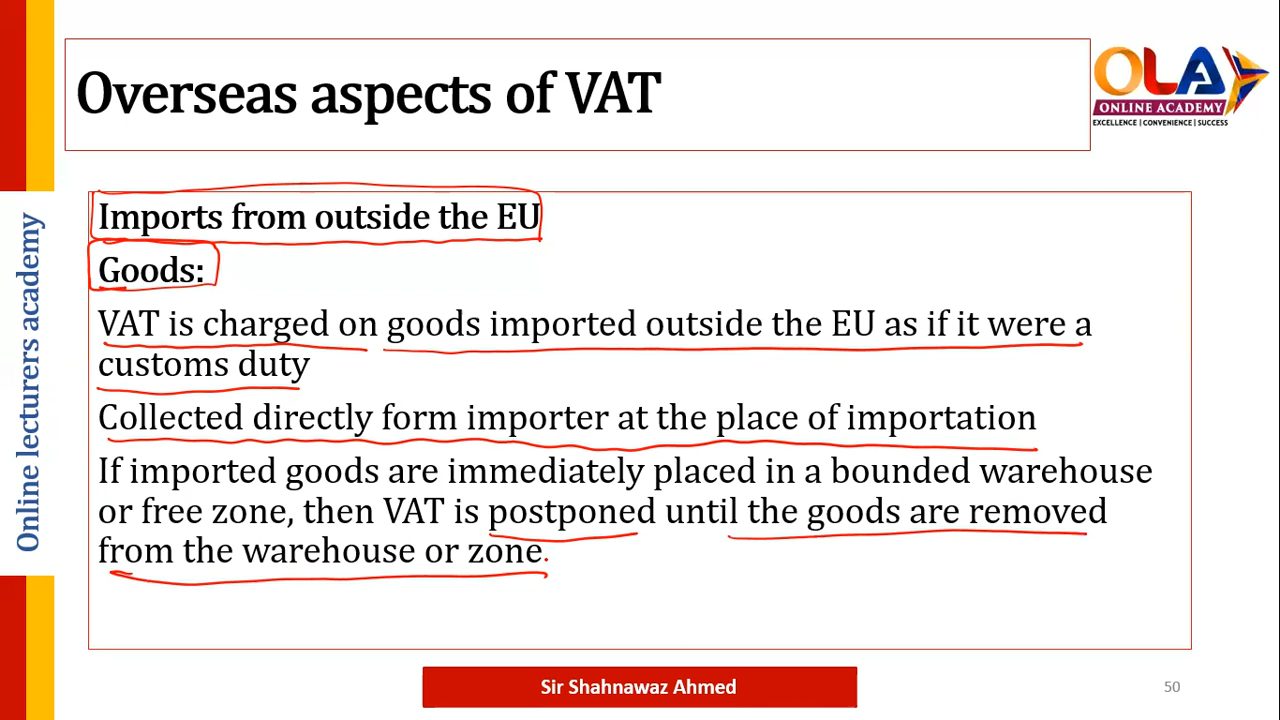 Overseas aspects of VAT
OLA
ONLINE ACADEMY
EXCELLENCE | CONVENIENCE | SUCCESS
Online lecturers academy
Imports from outside the EU
Goods:
VAT is charged on goods imported outside the EU as if it were a
customs duty
Collected directly form importer at the place of importation
If imported goods are immediately placed in a bounded warehouse
or free zone, then VAT is postponed until the goods are removed
from the warehouse or zone.
Sir Shahnawaz Ahmed
50